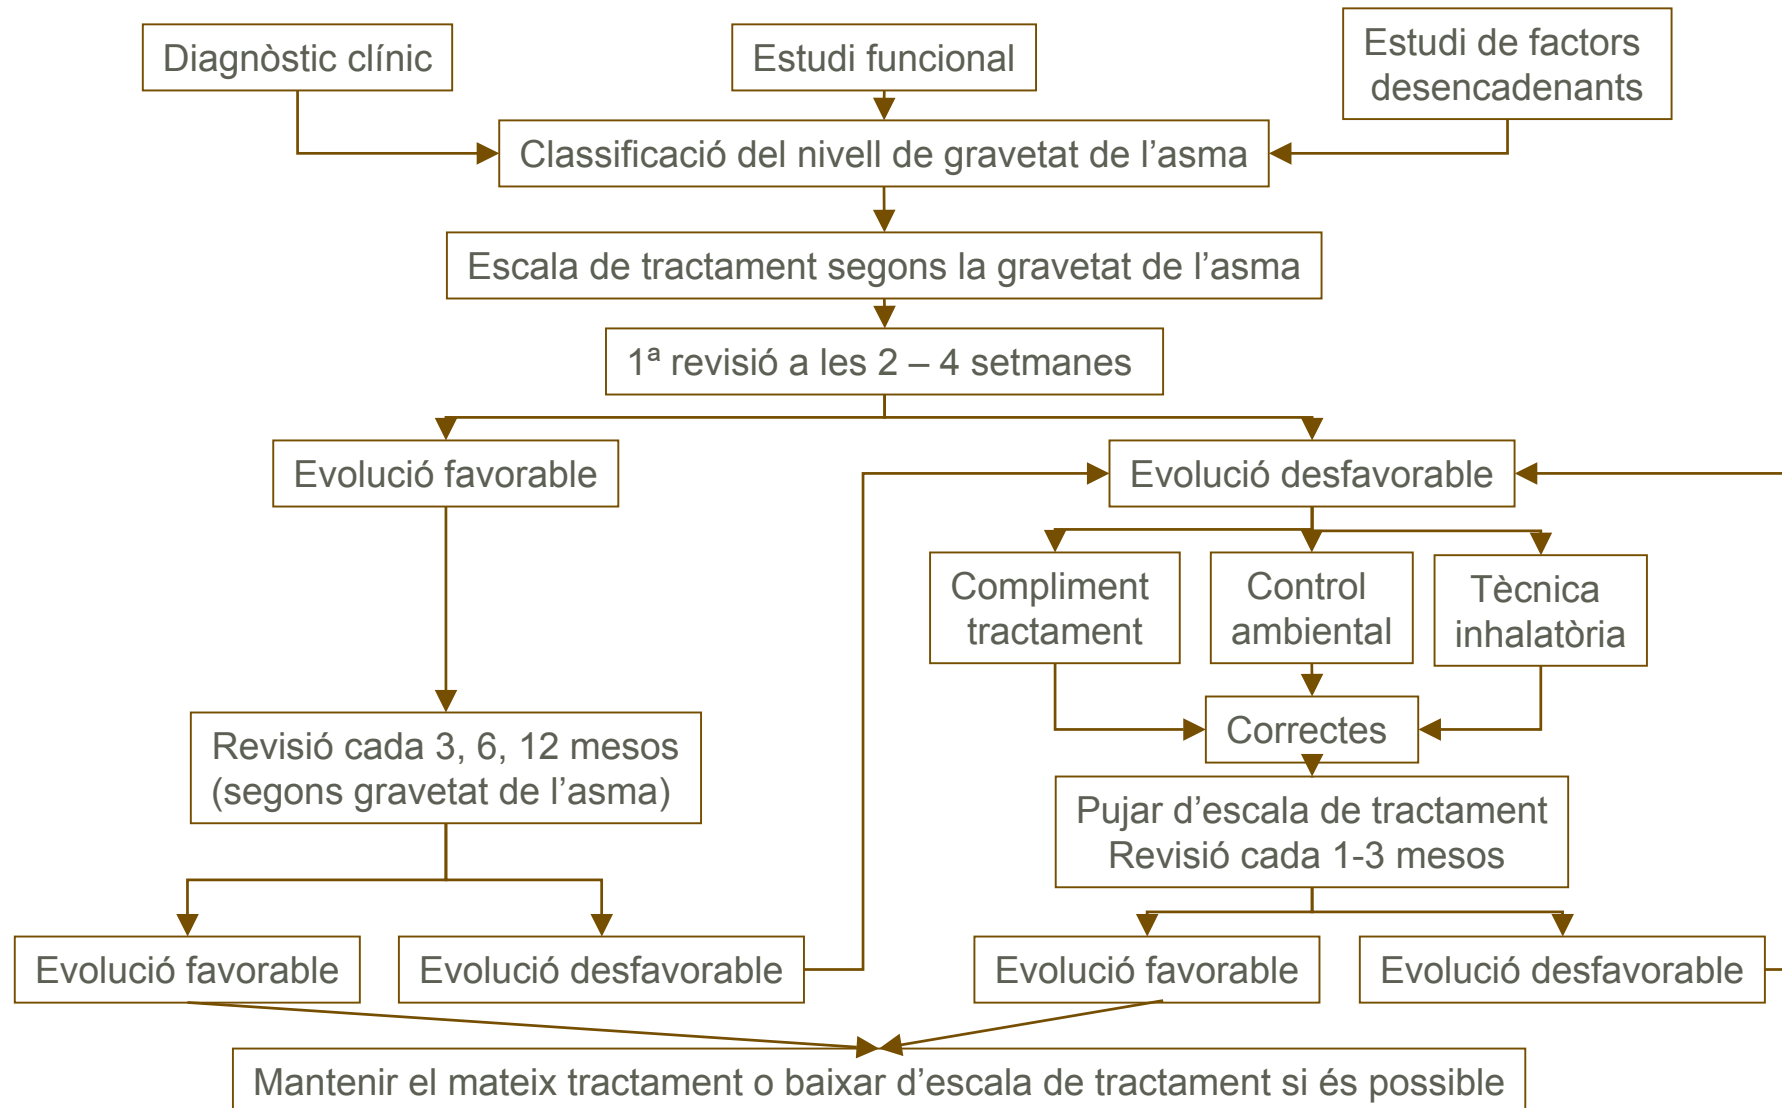 Diagnòstic clínic
Estudi funcional
Estudi de factors
desencadenants
Classificació del nivell de gravetat de l’asma
Escala de tractament segons la gravetat de l’asma
1ª revisió a les 2 – 4 setmanes
Evolució favorable
Evolució desfavorable
Compliment
tractament
Control
ambiental
Tècnica
inhalatòria
Correctes
Revisió cada 3, 6, 12 mesos
(segons gravetat de l’asma)
Pujar d’escala de tractament
Revisió cada 1-3 mesos
Evolució favorable
Evolució desfavorable
Evolució favorable
Evolució desfavorable
Mantenir el mateix tractament o baixar d’escala de tractament si és possible